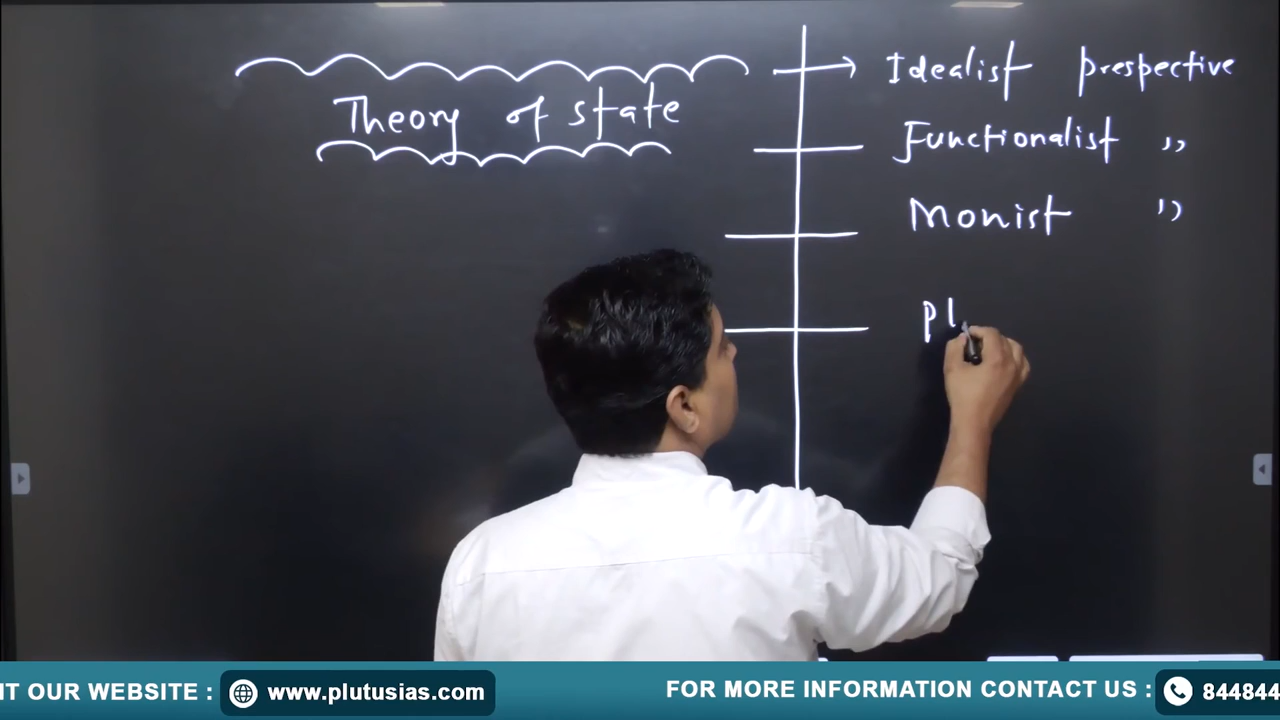 Idealist prespective
Theory of state
Functionalist ,,
Monist ,,
pl
IT OUR WEBSITE : www.plutusias.com
FOR MORE INFORMATION CONTACT US : 844844